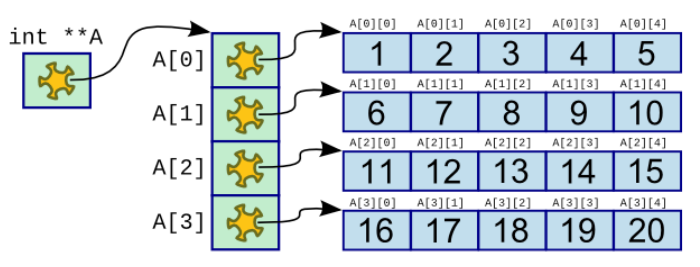 int **A
A[0]
A[0][0] A[0][1] A[0][2] A[0][3] A[0][4]
1 2 3 4 5
A[1]
A[1][0] A[1][1] A[1][2] A[1][3] A[1][4]
6 7 8 9 10
A[2]
A[2][0] A[2][1] A[2][2] A[2][3] A[2][4]
11 12 13 14 15
A[3]
A[3][0] A[3][1] A[3][2] A[3][3] A[3][4]
16 17 18 19 20